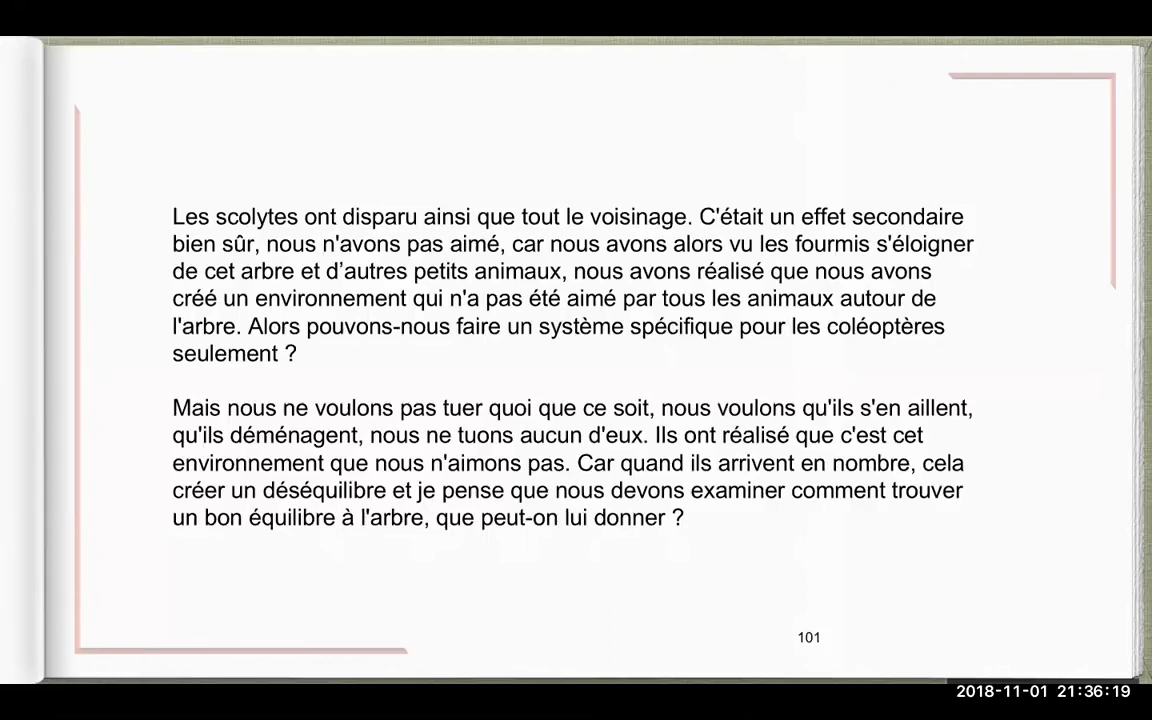 Les scolytes ont disparu ainsi que tout le voisinage. C'était un effet secondaire
bien sûr, nous n'avons pas aimé, car nous avons alors vu les fourmis s'éloigner
de cet arbre et d’autres petits animaux, nous avons réalisé que nous avons
créé un environnement qui n'a pas été aimé par tous les animaux autour de
l'arbre. Alors pouvons-nous faire un système spécifique pour les coléoptères
seulement ?
Mais nous ne voulons pas tuer quoi que ce soit, nous voulons qu'ils s'en aillent,
qu'ils déménagent, nous ne tuons aucun d'eux. Ils ont réalisé que c'est cet
environnement que nous n'aimons pas. Car quand ils arrivent en nombre, cela
créer un déséquilibre et je pense que nous devons examiner comment trouver
un bon équilibre à l'arbre, que peut-on lui donner ?
101
2018-11-01 21:36:19